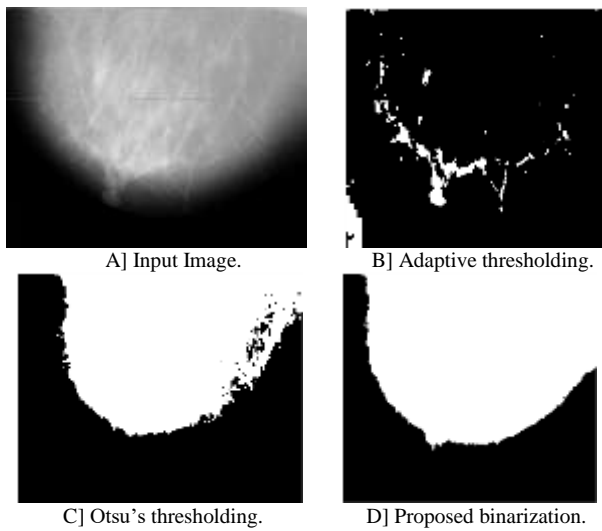 A] Input Image.
B] Adaptive thresholding.
C] Otsu's thresholding.
D] Proposed binarization.